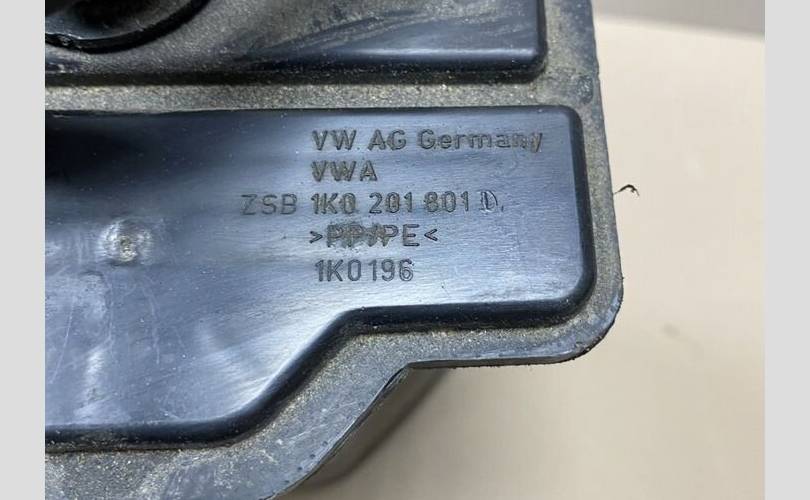 VW AG Germany
VWA
ZSB 1K0 201 801 D.
>PP/PE<
1K0196